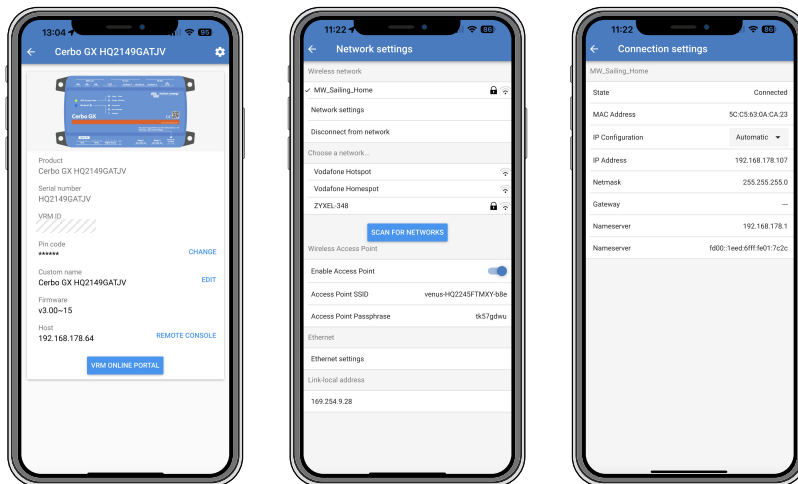 13:04
95
Cerbo GX HQ2149GATJV
Cerbo GX
Product
Cerbo GX HQ2149GATJV
Serial number
HQ2149GATJV
VRM ID
Pin code
******
CHANGE
Custom name
Cerbo GX HQ2149GATJV
EDIT
Firmware
v3.00~15
Host
192.168.178.64
REMOTE CONSOLE
VRM ONLINE PORTAL
11:22
86
Network settings
Wireless network
MW_Sailing_Home
Network settings
Disconnect from network
Choose a network...
Vodafone Hotspot
Vodafone Homespot
ZYXEL-348
SCAN FOR NETWORKS
Wireless Access Point
Enable Access Point
Access Point SSID venus-HQ2245FTMXY-b8e
Access Point Passphrase tk57gdwu
Ethernet
Ethernet settings
Link-local address
169.254.9.28
11:22
86
Connection settings
MW_Sailing_Home
State Connected
MAC Address 5C:C5:63:0A:CA:23
IP Configuration Automatic
IP Address 192.168.178.107
Netmask 255.255.255.0
Gateway —
Nameserver 192.168.178.1
Nameserver fd00::1eed:6fff:fe01:7c2c